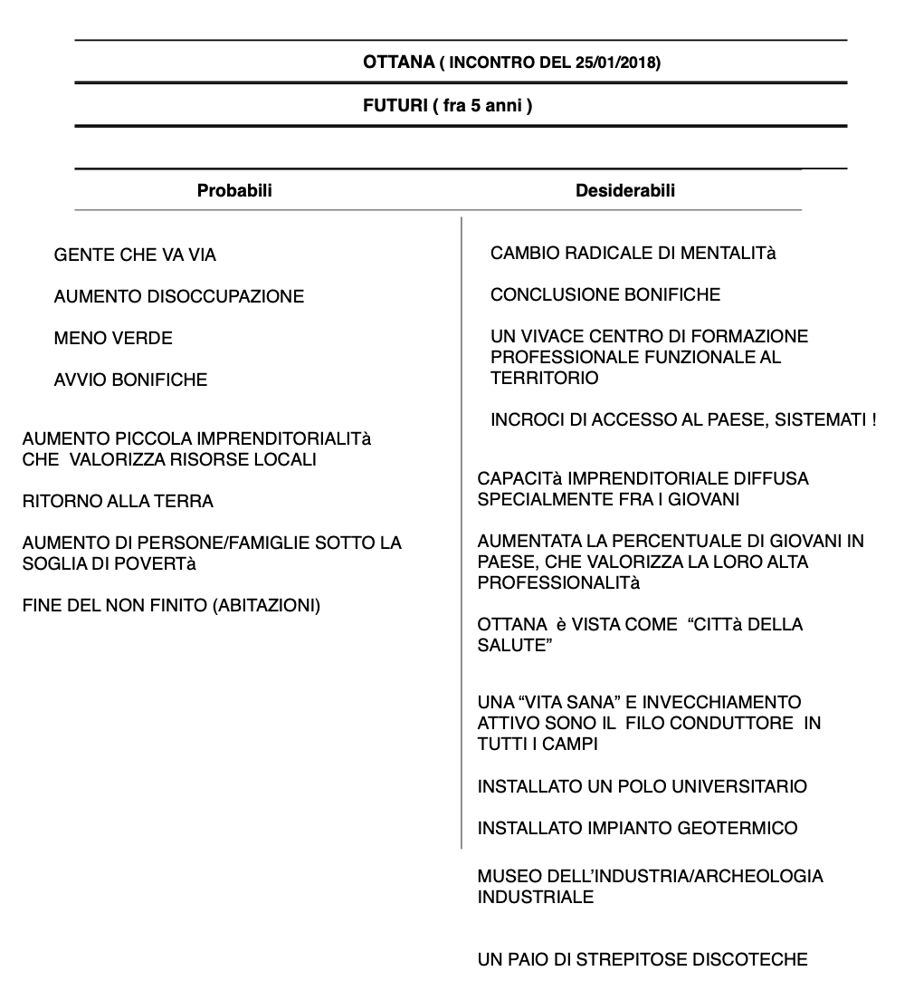 OTTANA ( INCONTRO DEL 25/01/2018)
FUTURI ( fra 5 anni )
Probabili
Desiderabili
GENTE CHE VA VIA
AUMENTO DISOCCUPAZIONE
MENO VERDE
AVVIO BONIFICHE
AUMENTO PICCOLA IMPRENDITORIALITà
CHE VALORIZZA RISORSE LOCALI
RITORNO ALLA TERRA
AUMENTO DI PERSONE/FAMIGLIE SOTTO LA
SOGLIA DI POVERTà
FINE DEL NON FINITO (ABITAZIONI)
CAMBIO RADICALE DI MENTALITà
CONCLUSIONE BONIFICHE
UN VIVACE CENTRO DI FORMAZIONE
PROFESSIONALE FUNZIONALE AL
TERRITORIO
INCROCI DI ACCESSO AL PAESE, SISTEMATI !
CAPACITà IMPRENDITORIALE DIFFUSA
SPECIALMENTE FRA I GIOVANI
AUMENTATA LA PERCENTUALE DI GIOVANI IN
PAESE, CHE VALORIZZA LA LORO ALTA
PROFESSIONALITà
OTTANA è VISTA COME “CITTà DELLA
SALUTE”
UNA “VITA SANA” E INVECCHIAMENTO
ATTIVO SONO IL FILO CONDUTTORE IN
TUTTI I CAMPI
INSTALLATO UN POLO UNIVERSITARIO
INSTALLATO IMPIANTO GEOTERMICO
MUSEO DELL’INDUSTRIA/ARCHEOLOGIA
INDUSTRIALE
UN PAIO DI STREPITOSE DISCOTECHE